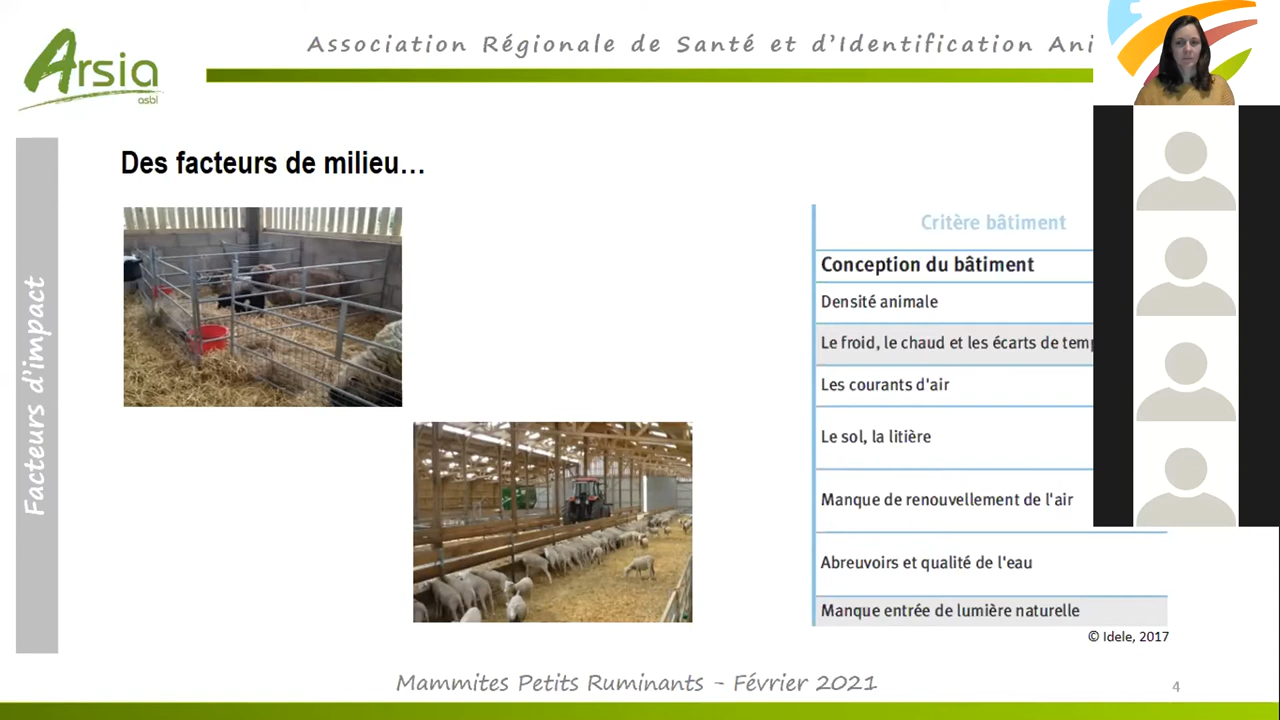 Arsia
asbl
Association Régionale de Santé et d'Identification
Facteurs d'impact
Des facteurs de milieu…
Critère bâtiment
Conception du bâtiment
Densité animale
Le froid, le chaud et les écarts de
Les courants d'air
Le sol, la litière
Manque de renouvellement de l'air
Abreuvoirs et qualité de l'eau
Manque entrée de lumière naturelle
© Idele, 2017
Mammites Petits Ruminants - Février 2021
4